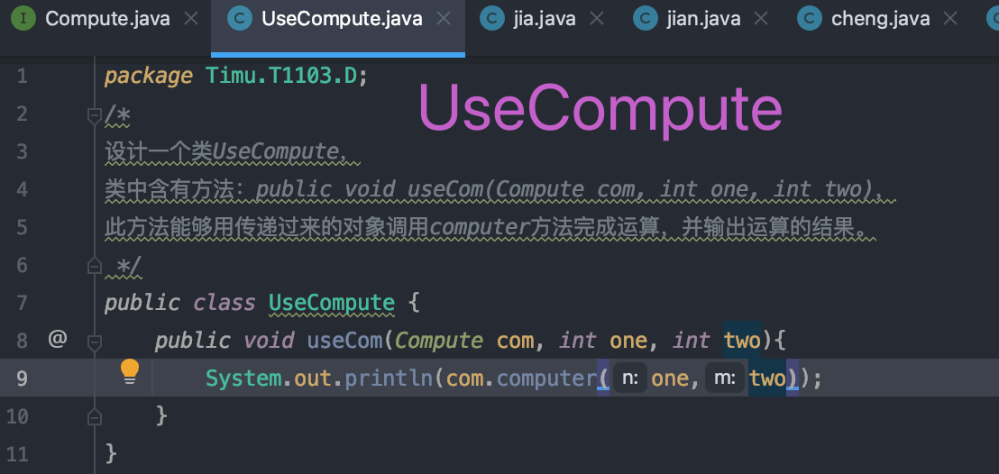 I Compute.java × C UseCompute.java × C jia.java × C jian.java × C cheng.java × C
1 package Timu.T1103.D;
UseCompute
2 /*
3 设计一个类UseCompute，
4 类中含有方法：public void useCom(Compute com, int one, int two)，
5 此方法能够用传递过来的对象调用computer方法完成运算，并输出运算的结果。
6 */
7 public class UseCompute {
8 @ public void useCom(Compute com, int one, int two){
9 System.out.println(com.computer( n: one, m: two));
10 }
11 }